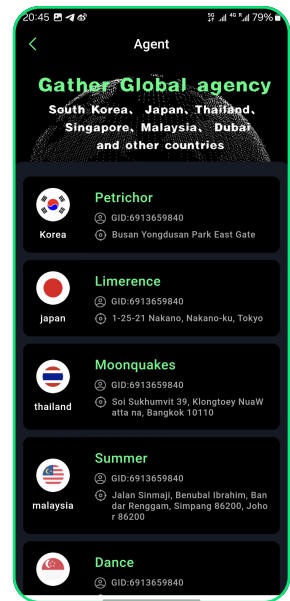 20:45 79%
Agent
Gather Global agency
South Korea、 Japan、Thailand、
Singapore、Malaysia、 Dubai
and other countries
Petrichor
GID:6913659840
Korea
Busan Yongdusan Park East Gate
Limerence
GID:6913659840
japan
1-25-21 Nakano, Nakano-ku, Tokyo
Moonquakes
GID:6913659840
thailand
Soi Sukhumvit 39, Klongtoey NuaW
atta na, Bangkok 10110
Summer
GID:6913659840
malaysia
Jalan Sinmaji, Benubal Ibrahim, Ban
dar Renggam, Simpang 86200, Joho
r 86200
Dance
GID:6913659840